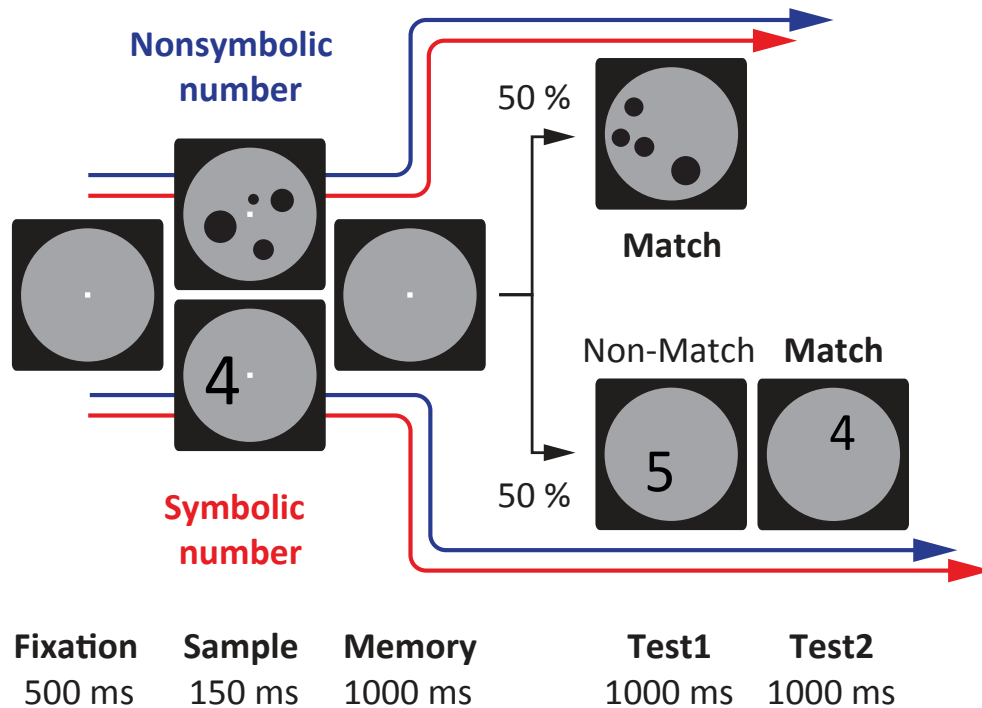 Nonsymbolic
number
50 %
Match
4
Non-Match Match
5 4
50 %
Symbolic
number
Fixation Sample Memory Test1 Test2
500 ms 150 ms 1000 ms 1000 ms 1000 ms